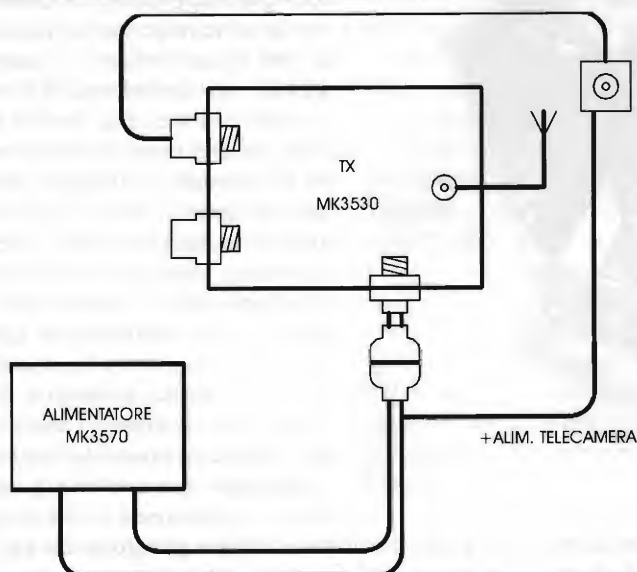 TX
MK3530
ALIMENTATORE
MK3570
+ALIM. TELECAMERA